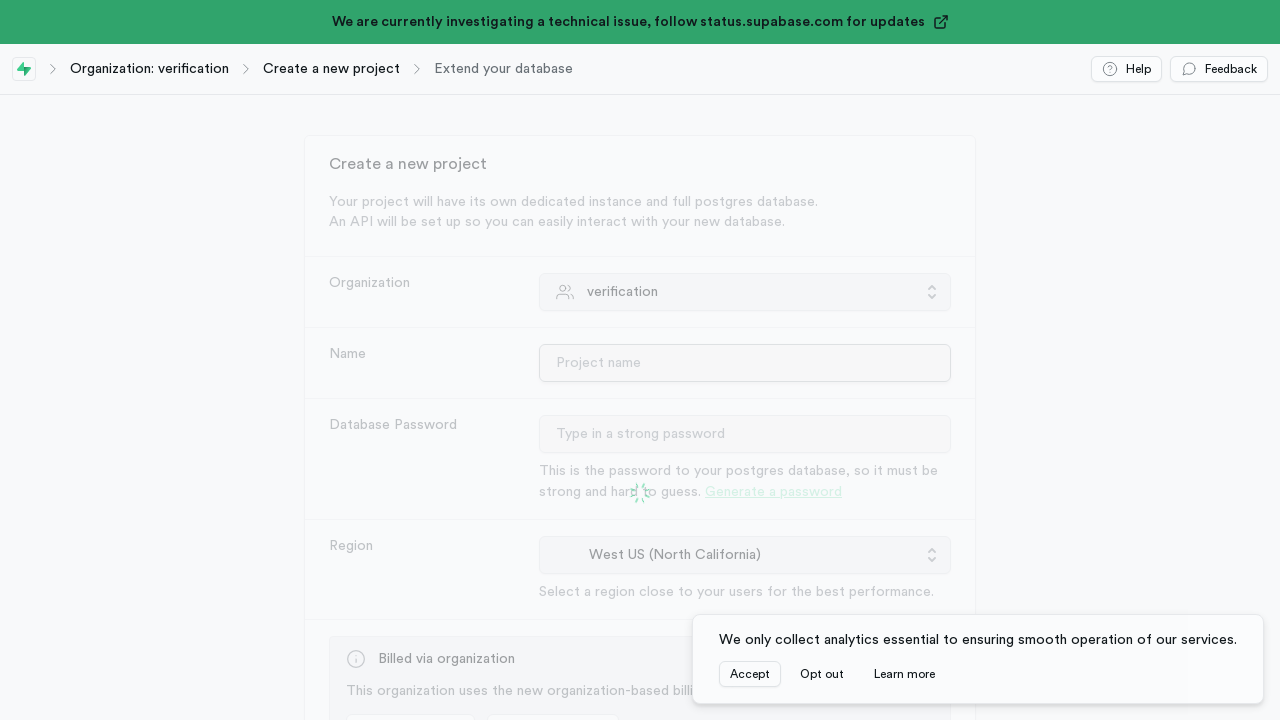 We are currently investigating a technical issue, follow status.supabase.com for updates
Organization: verification
Create a new project
Extend your database
Help
Feedback
Create a new project
Your project will have its own dedicated instance and full postgres database.
An API will be set up so you can easily interact with your new database.
Organization
verification
Name
Project name
Database Password
Type in a strong password
This is the password to your postgres database, so it must be
strong and hard to guess. Generate a password
Region
West US (North California)
Select a region close to your users for the best performance.
Billed via organization
This organization uses the new organization-based
We only collect analytics essential to ensuring smooth operation of our services.
Accept
Opt out
Learn more